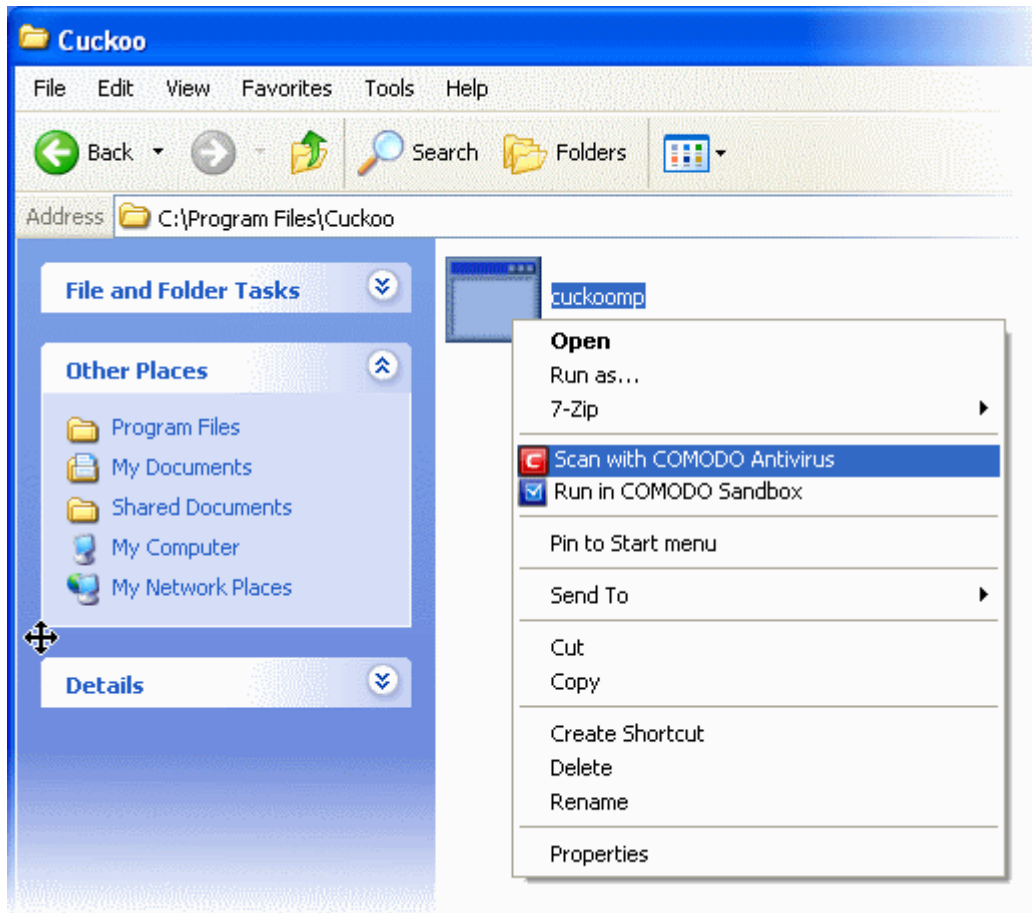 Cuckoo
File Edit View Favorites Tools Help
Back Search Folders
Address C:\Program Files\Cuckoo
File and Folder Tasks
cuckoomp
Other Places
Program Files
My Documents
Shared Documents
My Computer
My Network Places
Details
Open
Run as...
7-Zip
Scan with COMODO Antivirus
Run in COMODO Sandbox
Pin to Start menu
Send To
Cut
Copy
Create Shortcut
Delete
Rename
Properties